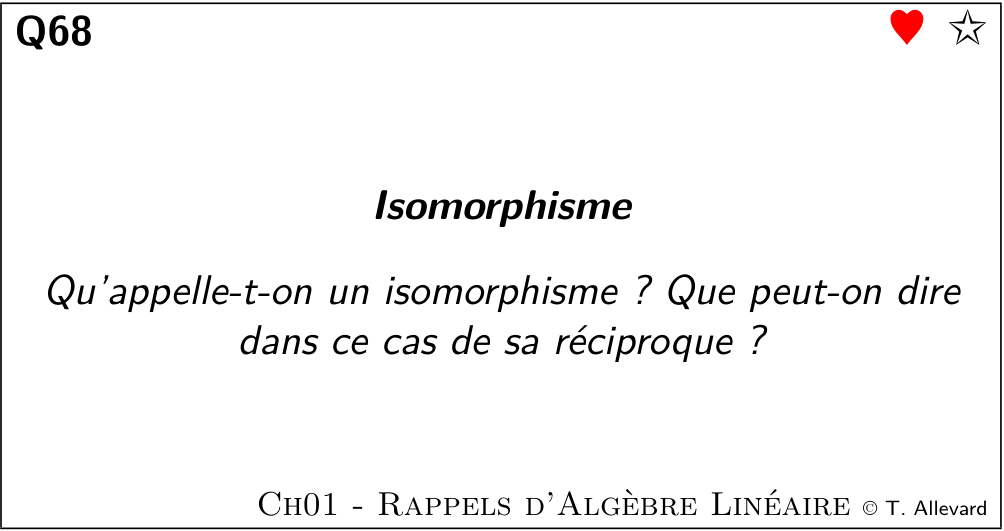 Q68
Isomorphisme
Qu'appelle-t-on un isomorphisme ? Que peut-on dire
dans ce cas de sa réciproque ?
Ch01 - Rappels d'Algèbre Linéaire © T. Allevard